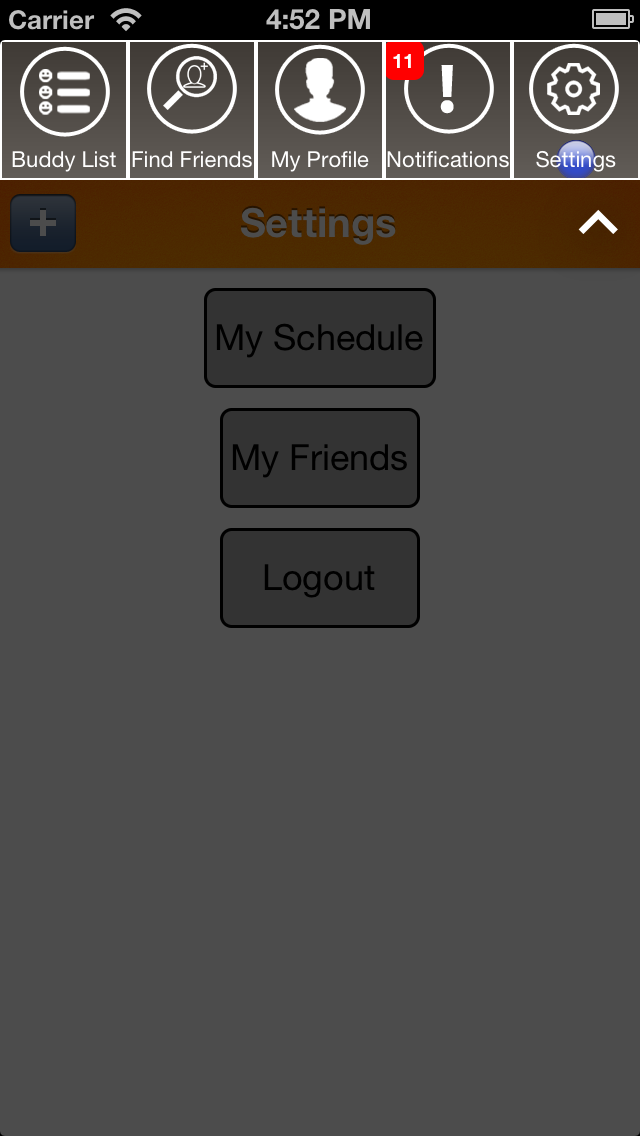 Carrier 4:52 PM
11
Buddy List Find Friends My Profile Notifications Settings
Settings
My Schedule
My Friends
Logout